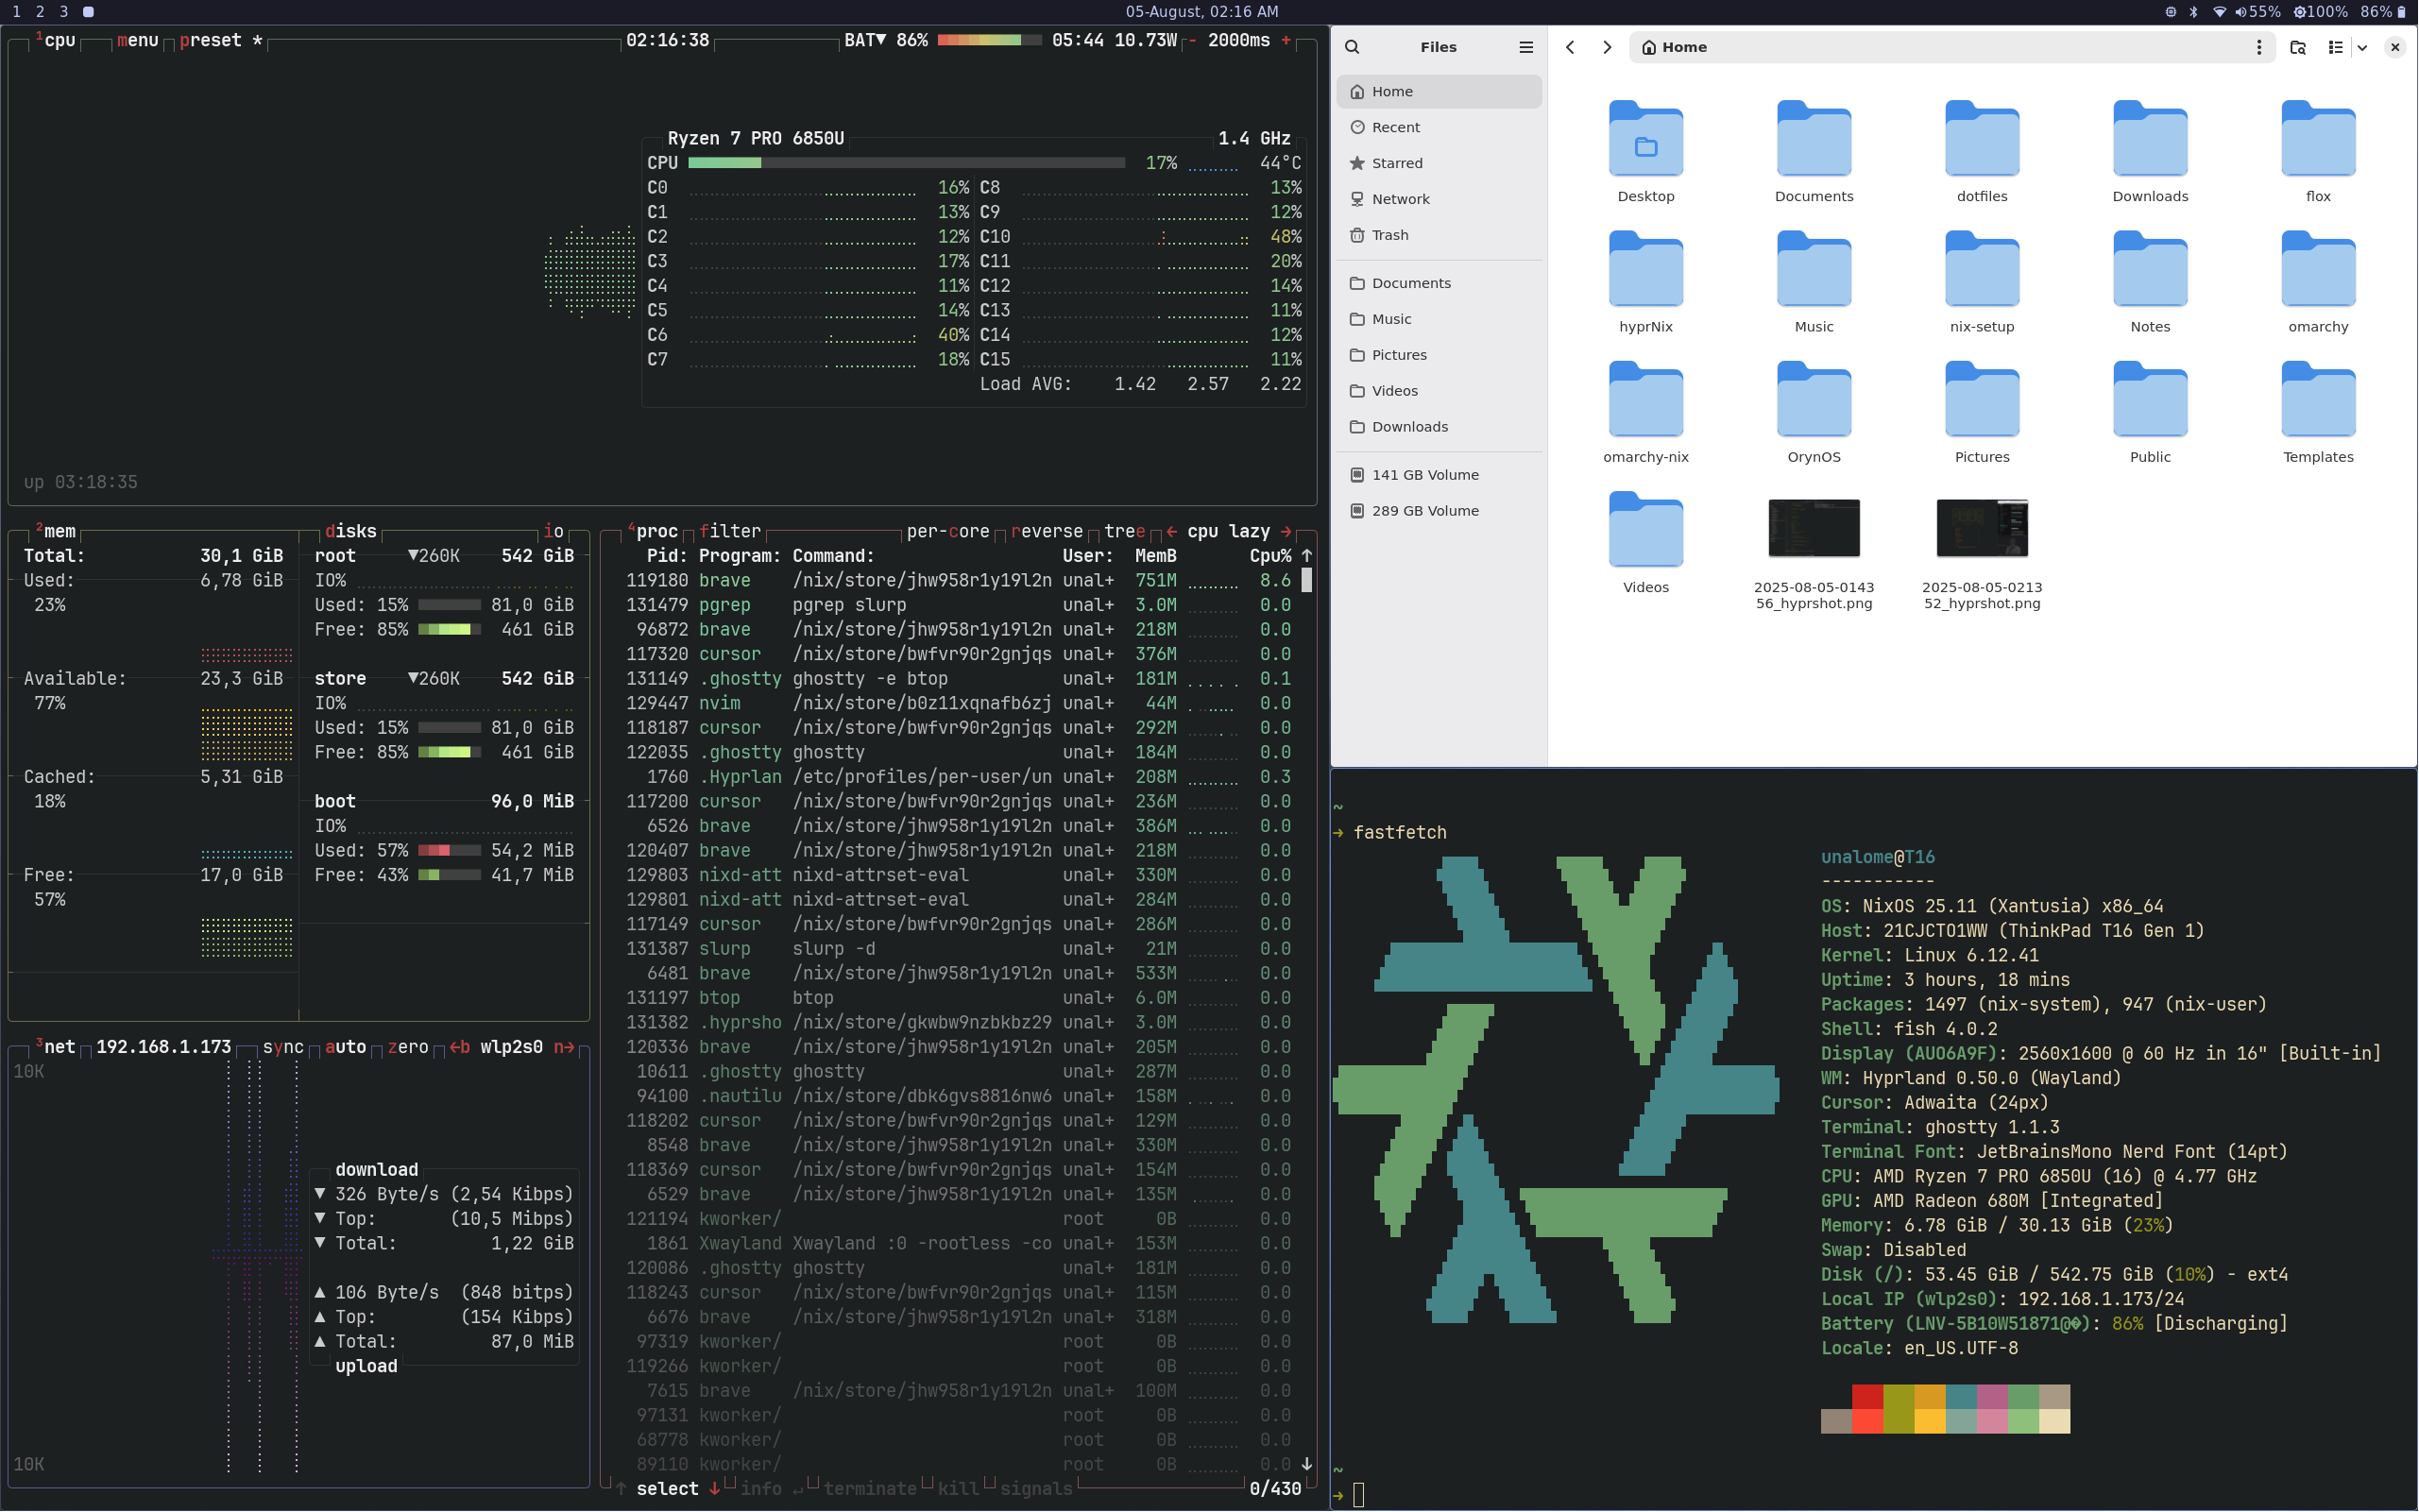 1 2 3
05-August, 02:16 AM
55% 100% 86%
¹cpu menu preset * 02:16:38 BAT▼ 86% 05:44 10.73W - 2000ms +
Ryzen 7 PRO 6850U 1.4 GHz
CPU 17% 44°C
C0 16% C8 13%
C1 13% C9 12%
C2 12% C10 48%
C3 17% C11 20%
C4 11% C12 14%
C5 14% C13 11%
C6 40% C14 12%
C7 18% C15 11%
Load AVG: 1.42 2.57 2.22
up 03:18:35
²mem
Total: 30,1 GiB
Used: 6,78 GiB
23%
Available: 23,3 GiB
77%
Cached: 5,31 GiB
18%
Free: 17,0 GiB
57%
disks io
root ▼260K 542 GiB
IO%
Used: 15% 81,0 GiB
Free: 85% 461 GiB
store ▼260K 542 GiB
IO%
Used: 15% 81,0 GiB
Free: 85% 461 GiB
boot 96,0 MiB
IO%
Used: 57% 54,2 MiB
Free: 43% 41,7 MiB
³net 192.168.1.173 sync auto zero ←b wlp2s0 n→
10K
download
▼ 326 Byte/s (2,54 Kibps)
▼ Top: (10,5 Mibps)
▼ Total: 1,22 GiB
▲ 106 Byte/s (848 bitps)
▲ Top: (154 Kibps)
▲ Total: 87,0 MiB
upload
10K
⁴proc filter per-core reverse tree ← cpu lazy →
Pid: Program: Command: User: MemB Cpu% ↑
119180 brave /nix/store/jhw958r1y19l2n unal+ 751M 8.6
131479 pgrep pgrep slurp unal+ 3.0M 0.0
96872 brave /nix/store/jhw958r1y19l2n unal+ 218M 0.0
117320 cursor /nix/store/bwfvr90r2gnjqs unal+ 376M 0.0
131149 .ghostty ghostty -e btop unal+ 181M 0.1
129447 nvim /nix/store/b0z11xqnafb6zj unal+ 44M 0.0
118187 cursor /nix/store/bwfvr90r2gnjqs unal+ 292M 0.0
122035 .ghostty ghostty unal+ 184M 0.0
1760 .Hyprlan /etc/profiles/per-user/un unal+ 208M 0.3
117200 cursor /nix/store/bwfvr90r2gnjqs unal+ 236M 0.0
6526 brave /nix/store/jhw958r1y19l2n unal+ 386M 0.0
120407 brave /nix/store/jhw958r1y19l2n unal+ 218M 0.0
129803 nixd-att nixd-attrset-eval unal+ 330M 0.0
129801 nixd-att nixd-attrset-eval unal+ 284M 0.0
117149 cursor /nix/store/bwfvr90r2gnjqs unal+ 286M 0.0
131387 slurp slurp -d unal+ 21M 0.0
6481 brave /nix/store/jhw958r1y19l2n unal+ 533M 0.0
131197 btop btop unal+ 6.0M 0.0
131382 .hyprsho /nix/store/gkwbw9nzbkbz29 unal+ 3.0M 0.0
120336 brave /nix/store/jhw958r1y19l2n unal+ 205M 0.0
10611 .ghostty ghostty unal+ 287M 0.0
94100 .nautilu /nix/store/dbk6gvs8816nw6 unal+ 158M 0.0
118202 cursor /nix/store/bwfvr90r2gnjqs unal+ 129M 0.0
8548 brave /nix/store/jhw958r1y19l2n unal+ 330M 0.0
118369 cursor /nix/store/bwfvr90r2gnjqs unal+ 154M 0.0
6529 brave /nix/store/jhw958r1y19l2n unal+ 135M 0.0
121194 kworker/ root 0B 0.0
1861 Xwayland Xwayland :0 -rootless -co unal+ 153M 0.0
120086 .ghostty ghostty unal+ 181M 0.0
118243 cursor /nix/store/bwfvr90r2gnjqs unal+ 115M 0.0
6676 brave /nix/store/jhw958r1y19l2n unal+ 318M 0.0
97319 kworker/ root 0B 0.0
119266 kworker/ root 0B 0.0
7615 brave /nix/store/jhw958r1y19l2n unal+ 100M 0.0
97131 kworker/ root 0B 0.0
68778 kworker/ root 0B 0.0
89110 kworker/ root 0B 0.0 ↓
↑ select ↓ info ↵ terminate kill signals 0/430
Files
Home
Recent
Starred
Network
Trash
Documents
Music
Pictures
Videos
Downloads
141 GB Volume
289 GB Volume
Home
Desktop Documents dotfiles Downloads flox
hyprNix Music nix-setup Notes omarchy
omarchy-nix OrynOS Pictures Public Templates
Videos 2025-08-05-0143 2025-08-05-0213
56_hyprshot.png 52_hyprshot.png
~
→ fastfetch
unalome@T16
-----------
OS: NixOS 25.11 (Xantusia) x86_64
Host: 21CJCTO1WW (ThinkPad T16 Gen 1)
Kernel: Linux 6.12.41
Uptime: 3 hours, 18 mins
Packages: 1497 (nix-system), 947 (nix-user)
Shell: fish 4.0.2
Display (AUO6A9F): 2560x1600 @ 60 Hz in 16" [Built-in]
WM: Hyprland 0.50.0 (Wayland)
Cursor: Adwaita (24px)
Terminal: ghostty 1.1.3
Terminal Font: JetBrainsMono Nerd Font (14pt)
CPU: AMD Ryzen 7 PRO 6850U (16) @ 4.77 GHz
GPU: AMD Radeon 680M [Integrated]
Memory: 6.78 GiB / 30.13 GiB (23%)
Swap: Disabled
Disk (/): 53.45 GiB / 542.75 GiB (10%) - ext4
Local IP (wlp2s0): 192.168.1.173/24
Battery (LNV-5B10W51871@�): 86% [Discharging]
Locale: en_US.UTF-8
~
→